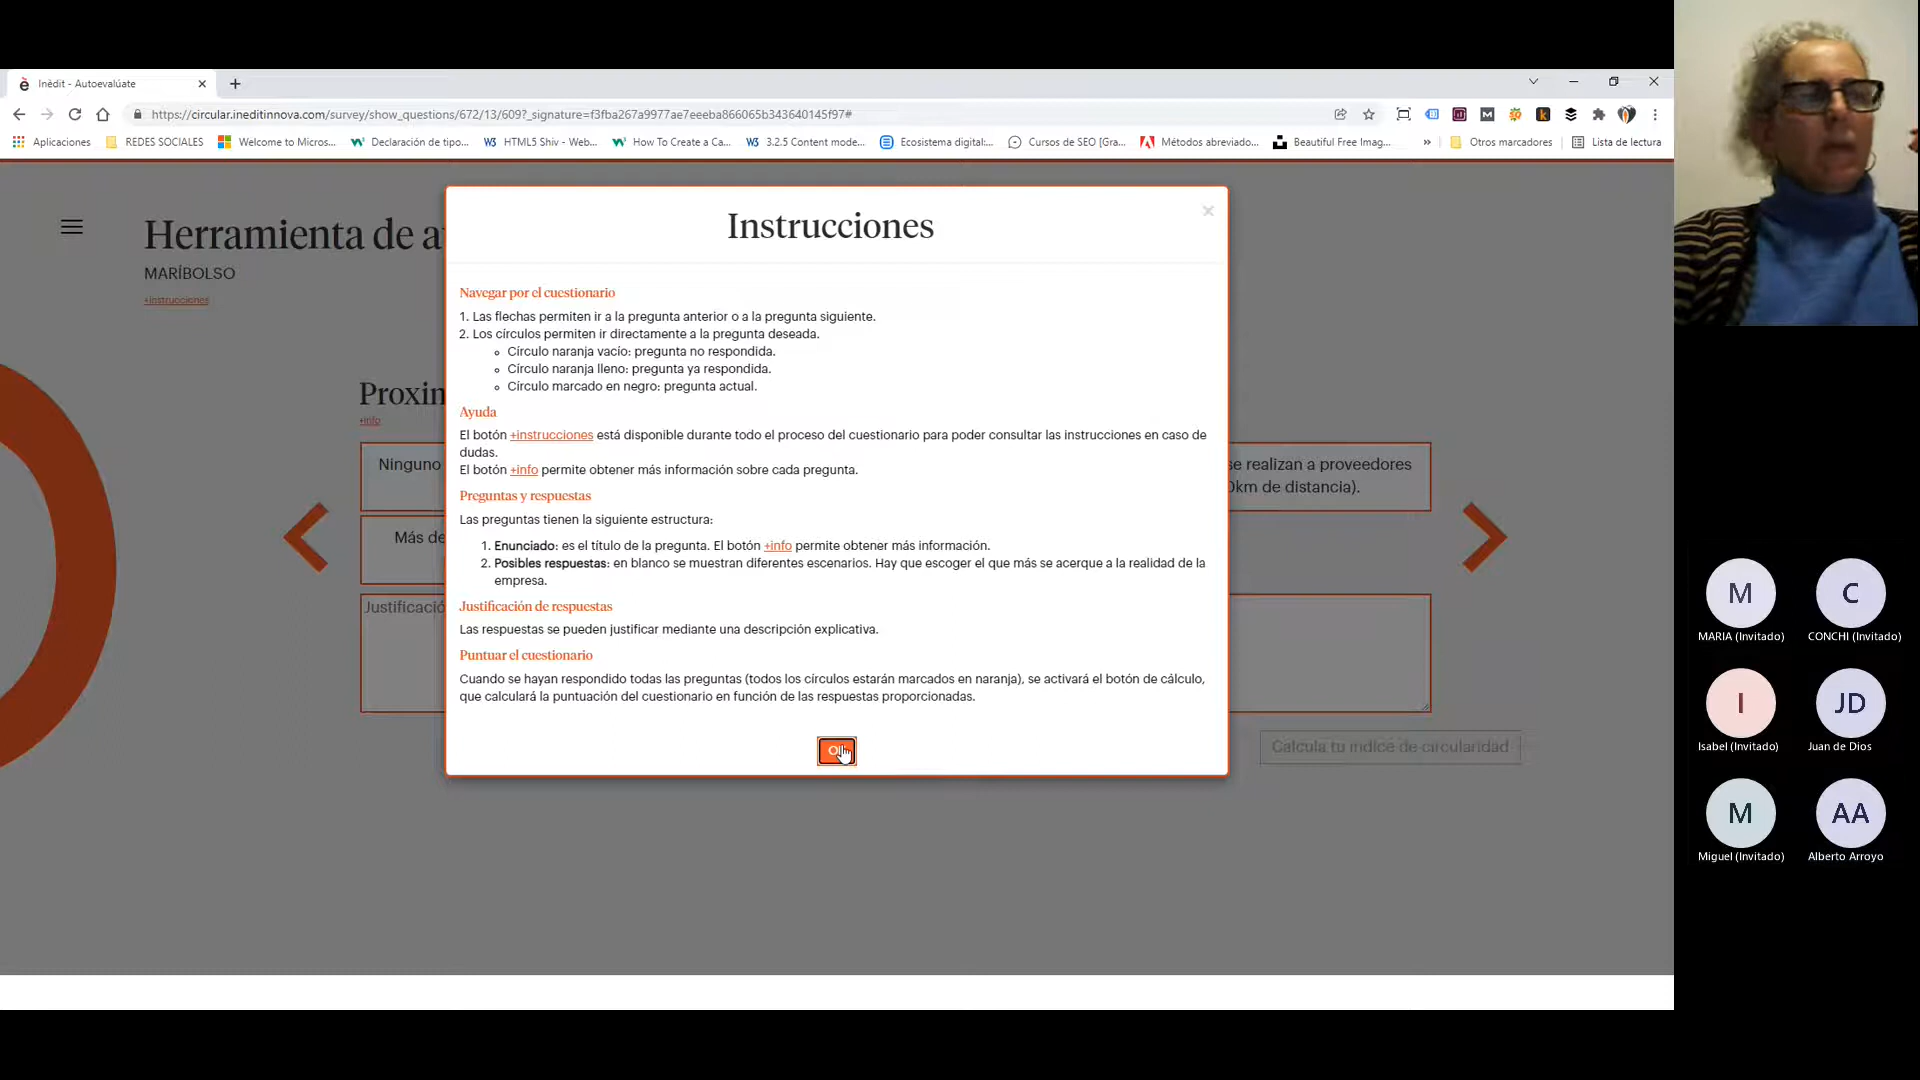 Inèdit - Autoevalúate
https://circular.ineditinnova.com/survey/show_questions/672/13/609?_signature=f3fba267a9977ae7eeeba866065b343640145f97#
Aplicaciones REDES SOCIALES Welcome to Micros... Declaración de tipo... HTML5 Shiv - Web... How To Create a Ca... 3.2.5 Content mode... Ecosistema digital:... Cursos de SEO [Gra... Métodos abreviado... Beautiful Free Imag... » Otros marcadores Lista de lectura
Herramienta de a
MARÍBOLSO
+instrucciones
Instrucciones
Navegar por el cuestionario
1. Las flechas permiten ir a la pregunta anterior o a la pregunta siguiente.
2. Los círculos permiten ir directamente a la pregunta deseada.
Círculo naranja vacío: pregunta no respondida.
Círculo naranja lleno: pregunta ya respondida.
Círculo marcado en negro: pregunta actual.
Ayuda
El botón +instrucciones está disponible durante todo el proceso del cuestionario para poder consultar las instrucciones en caso de
dudas.
El botón +info permite obtener más información sobre cada pregunta.
Preguntas y respuestas
Las preguntas tienen la siguiente estructura:
1. Enunciado: es el título de la pregunta. El botón +info permite obtener más información.
2. Posibles respuestas: en blanco se muestran diferentes escenarios. Hay que escoger el que más se acerque a la realidad de la
empresa.
Justificación de respuestas
Las respuestas se pueden justificar mediante una descripción explicativa.
Puntuar el cuestionario
Cuando se hayan respondido todas las preguntas (todos los círculos estarán marcados en naranja), se activará el botón de cálculo,
que calculará la puntuación del cuestionario en función de las respuestas proporcionadas.
Proxin
+info
Ninguno
se realizan a proveedores
0km de distancia).
Más de
Justificació
Calcula tu índice de circularidad
M
MARIA (Invitado)
C
CONCHI (Invitado)
I
Isabel (Invitado)
JD
Juan de Dios
M
Miguel (Invitado)
AA
Alberto Arroyo